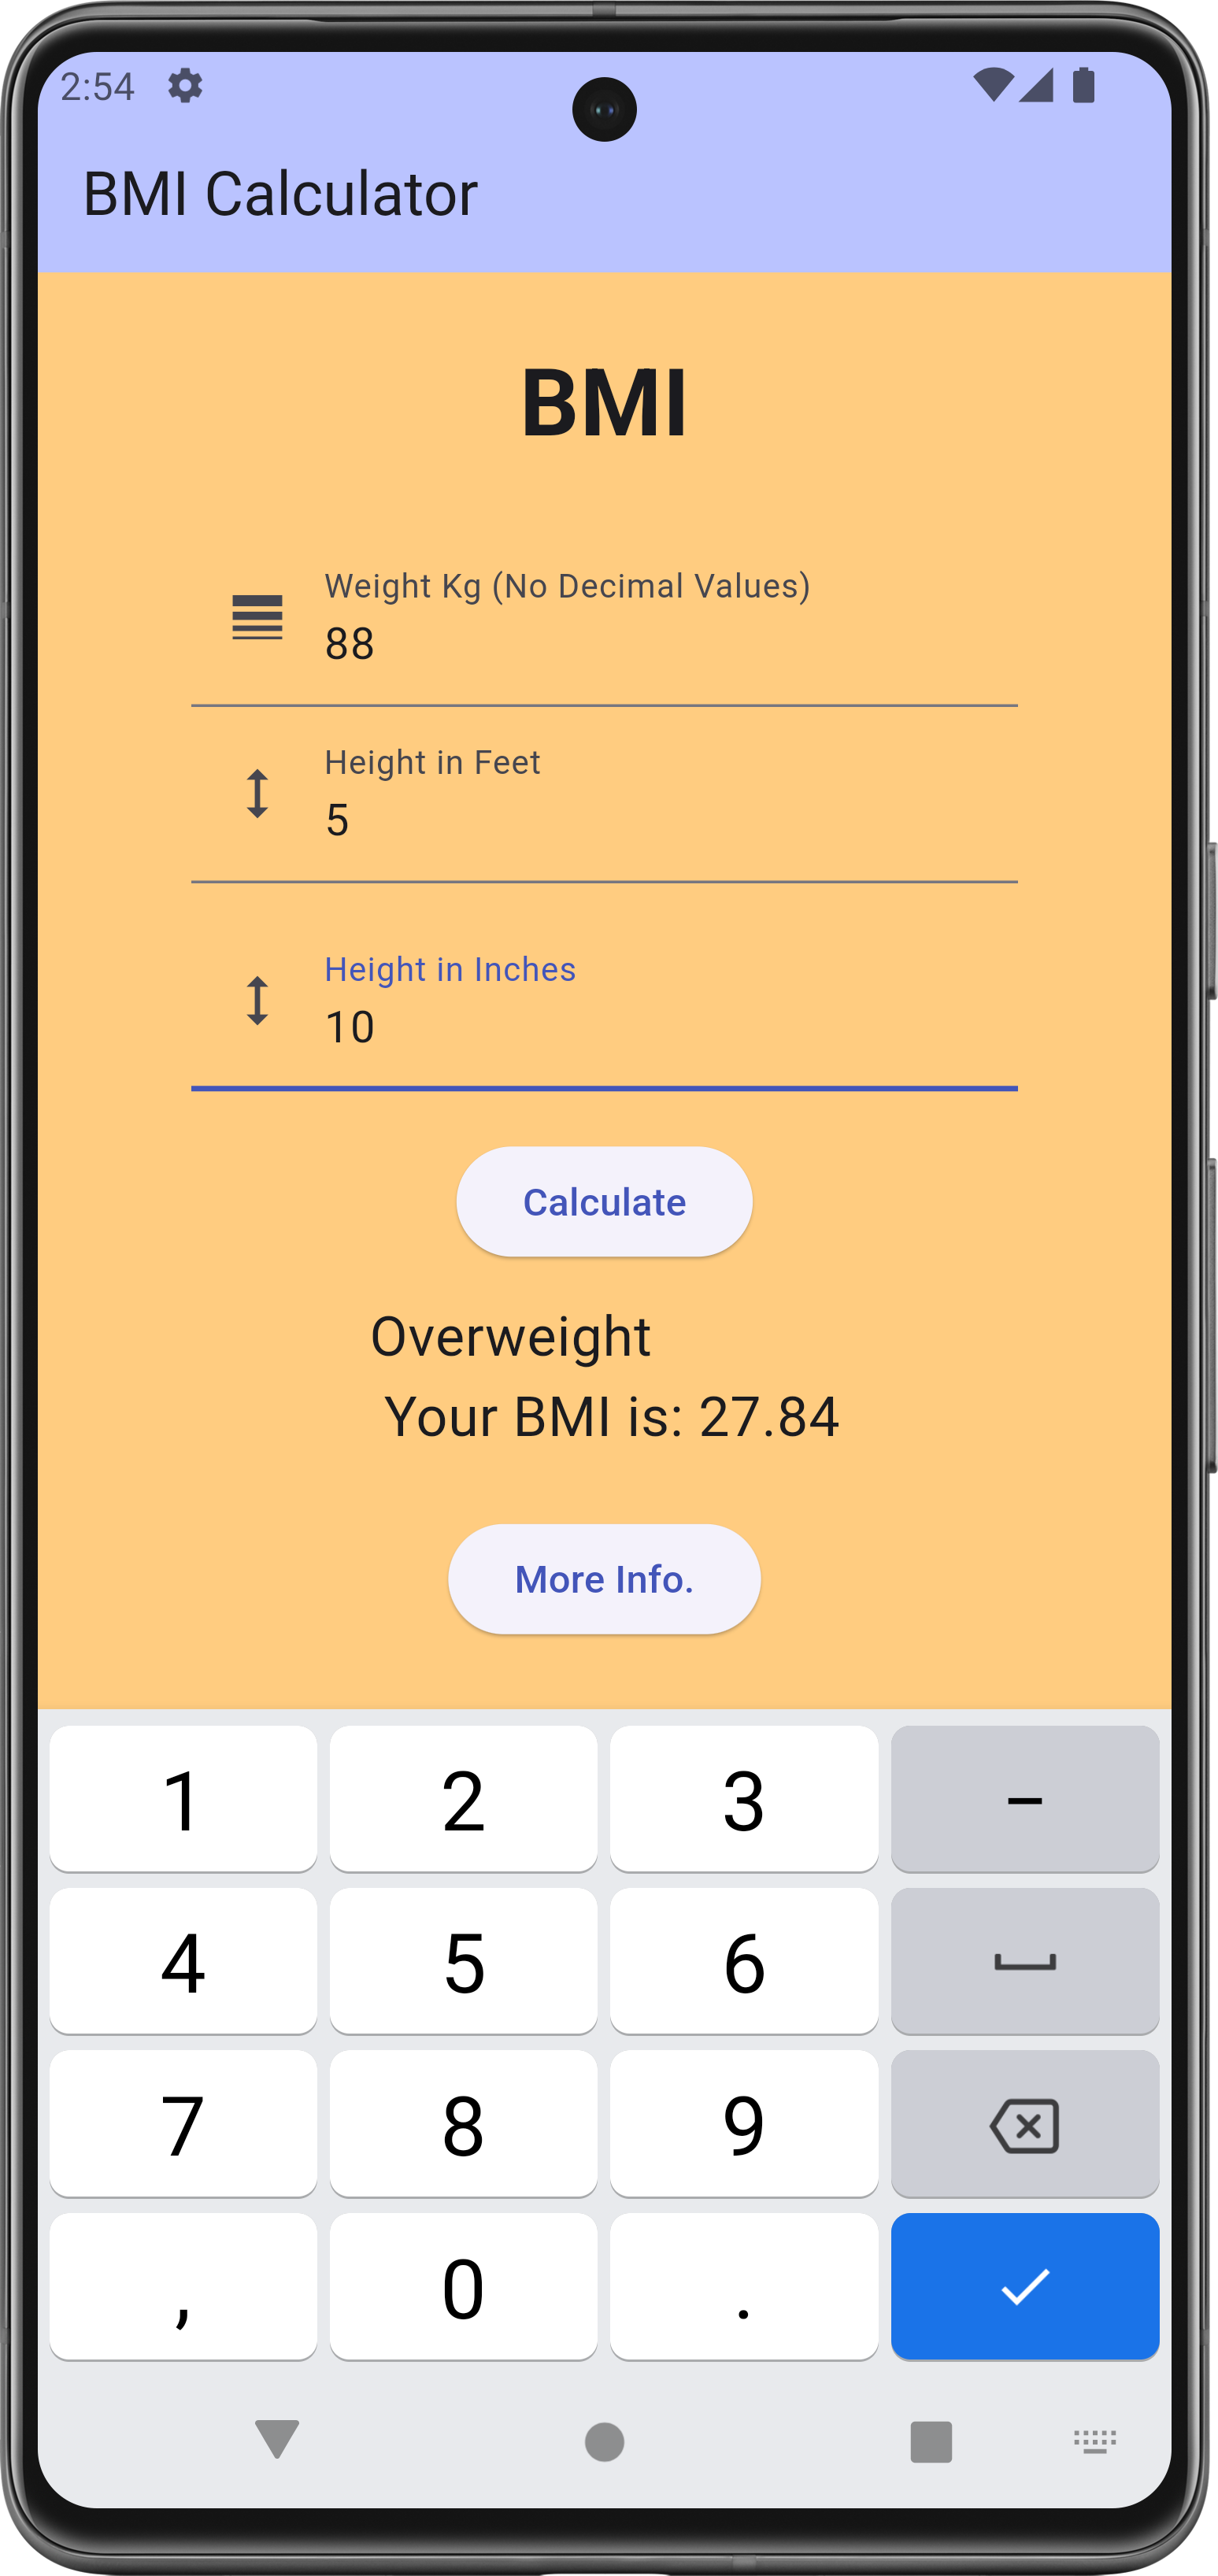 2:54
BMI Calculator
BMI
Weight Kg (No Decimal Values)
88
Height in Feet
5
Height in Inches
10
Calculate
Overweight
Your BMI is: 27.84
More Info.
1 2 3 –
4 5 6
7 8 9
, 0 .